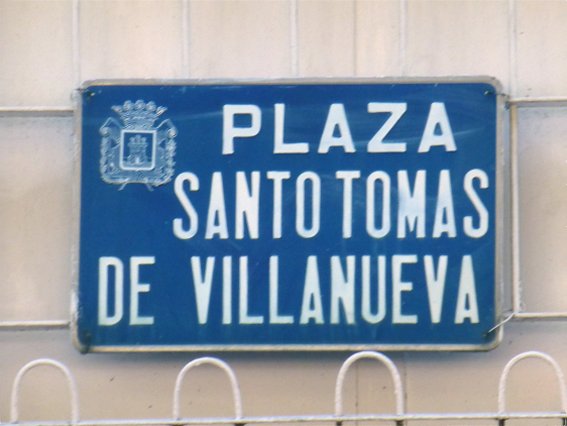 PLAZA
SANTO TOMAS
DE VILLANUEVA